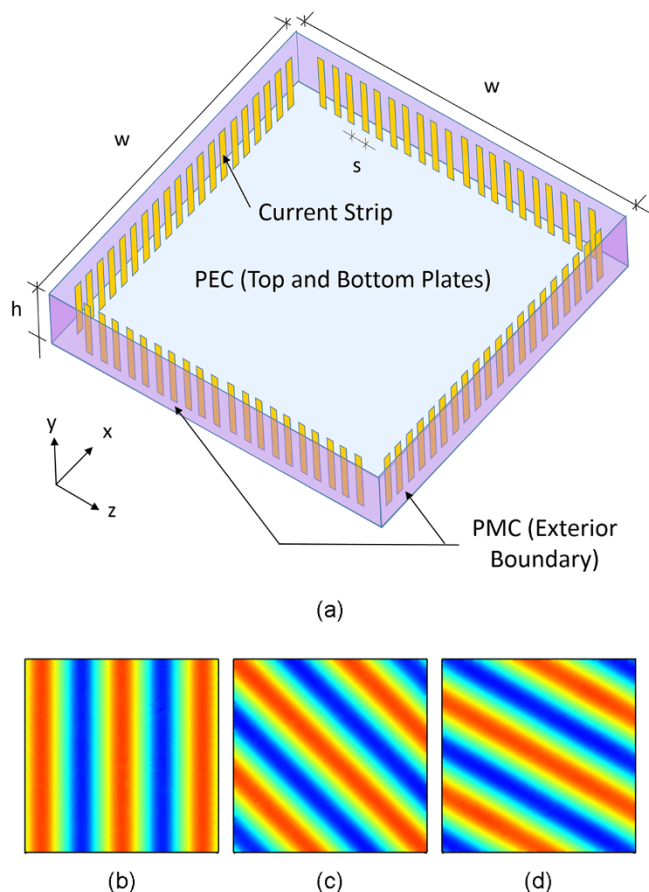 w
w
s
Current Strip
PEC (Top and Bottom Plates)
h
y
x
z
PMC (Exterior
Boundary)
(a)
(b)
(c)
(d)